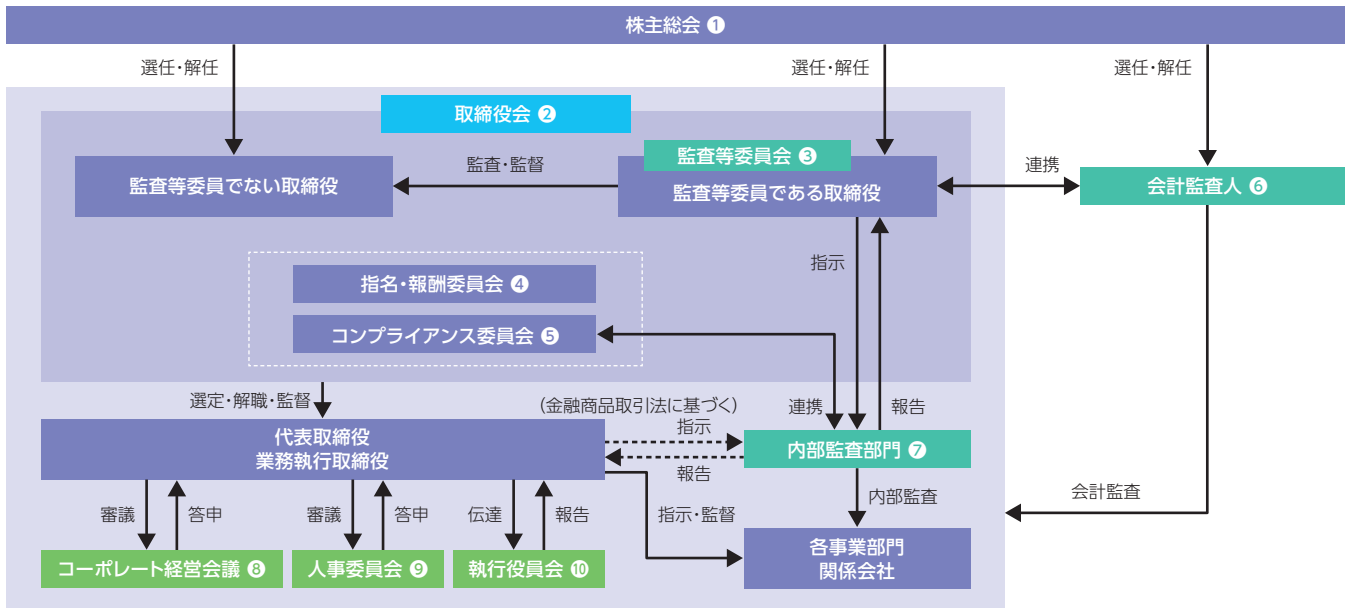 株主総会 ❶
選任・解任
選任・解任
選任・解任
取締役会 ❷
監査等委員会 ❸
監査等委員でない取締役
監査・監督
監査等委員である取締役
連携
会計監査人 ❻
指示
指名・報酬委員会 ❹
コンプライアンス委員会 ❺
選定・解職・監督
(金融商品取引法に基づく)
指示
連携
報告
代表取締役
業務執行取締役
内部監査部門 ❼
報告
内部監査
会計監査
審議
答申
審議
答申
伝達
報告
指示・監督
各事業部門
関係会社
コーポレート経営会議 ❽
人事委員会 ❾
執行役員会 ❿